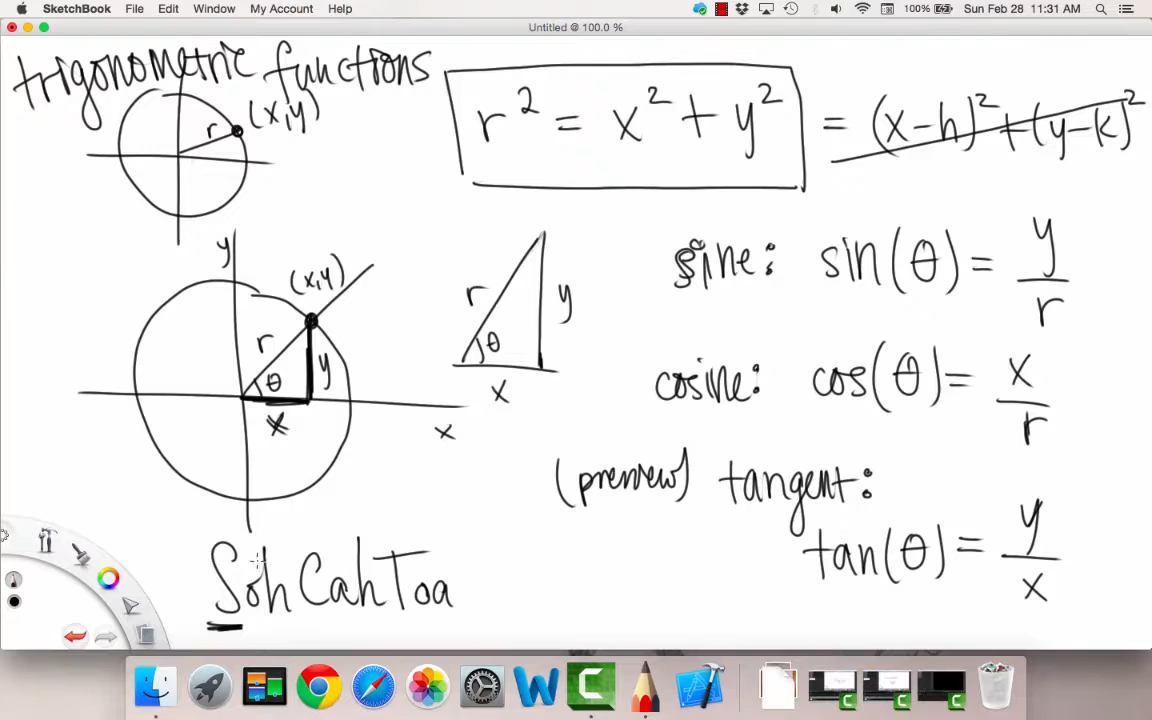 SketchBook File Edit Window My Account Help 100% Sun Feb 28 11:31 AM
Untitled @ 100.0 %
trigonometric functions
r (x,y)
r² = x² + y² = (x-h)² + (y-k)²
y
(x,y)
r
θ
y
x
x
r
y
θ
x
sine: sin(θ) = y/r
cosine: cos(θ) = x/r
(preview) tangent:
tan(θ) = y/x
SohCahToa